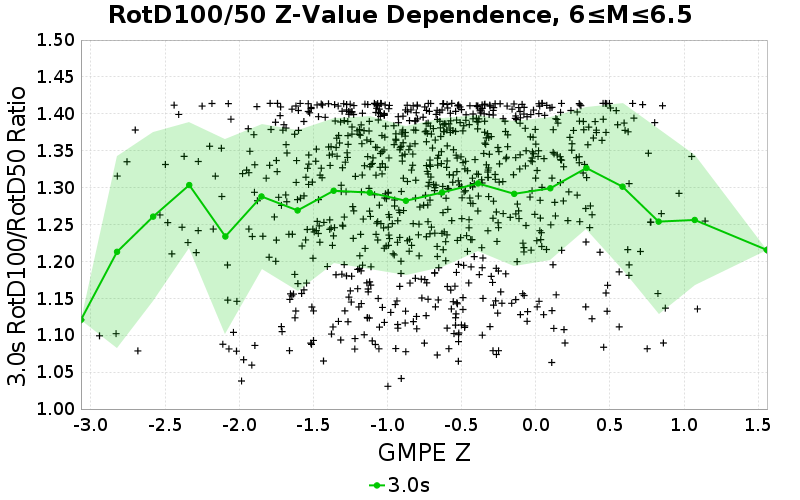 RotD100/50 Z-Value Dependence, 6≤M≤6.5
3.0s RotD100/RotD50 Ratio
1.50
1.45
1.40
1.35
1.30
1.25
1.20
1.15
1.10
1.05
1.00
-3.0 -2.5 -2.0 -1.5 -1.0 -0.5 0.0 0.5 1.0 1.5
GMPE Z
3.0s